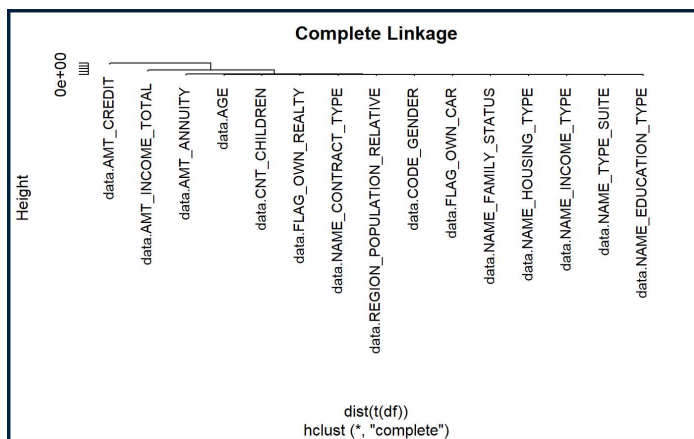 Complete Linkage
Height
0e+00
data.AMT_CREDIT
data.AMT_INCOME_TOTAL
data.AMT_ANNUITY
data.AGE
data.CNT_CHILDREN
data.FLAG_OWN_REALTY
data.NAME_CONTRACT_TYPE
data.REGION_POPULATION_RELATIVE
data.CODE_GENDER
data.FLAG_OWN_CAR
data.NAME_FAMILY_STATUS
data.NAME_HOUSING_TYPE
data.NAME_INCOME_TYPE
data.NAME_TYPE_SUITE
data.NAME_EDUCATION_TYPE
dist(t(df))
hclust (*, "complete")